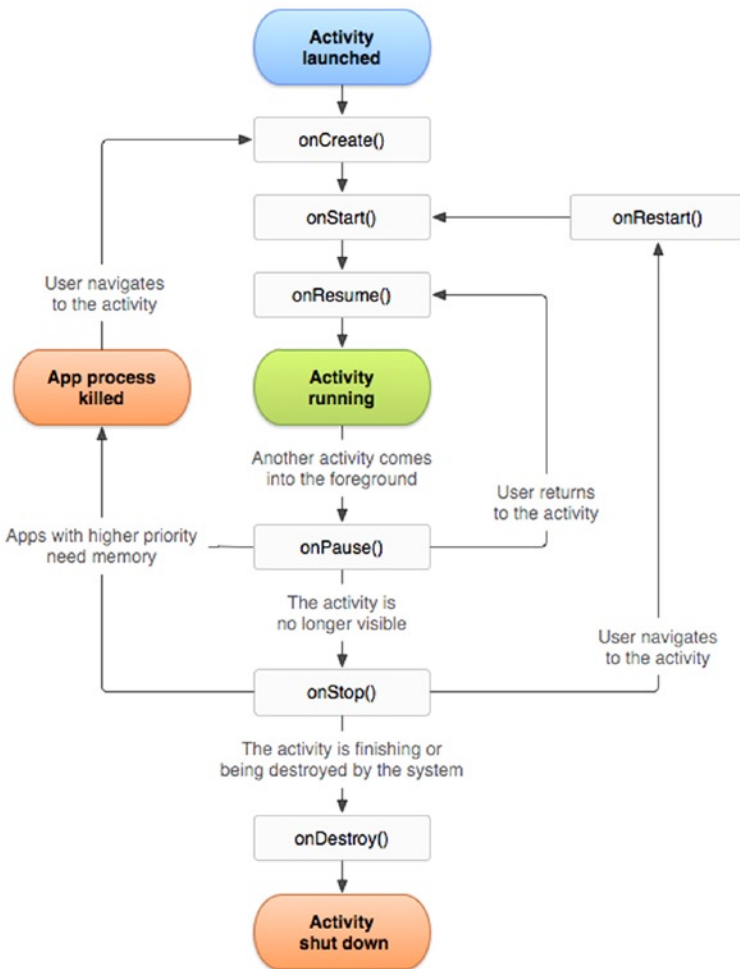 Activity
launched
onCreate()
onStart()
onRestart()
User navigates
to the activity
onResume()
App process
killed
Activity
running
Another activity comes
into the foreground
User returns
to the activity
Apps with higher priority
need memory
onPause()
The activity is
no longer visible
User navigates
to the activity
onStop()
The activity is finishing or
being destroyed by the system
onDestroy()
Activity
shut down